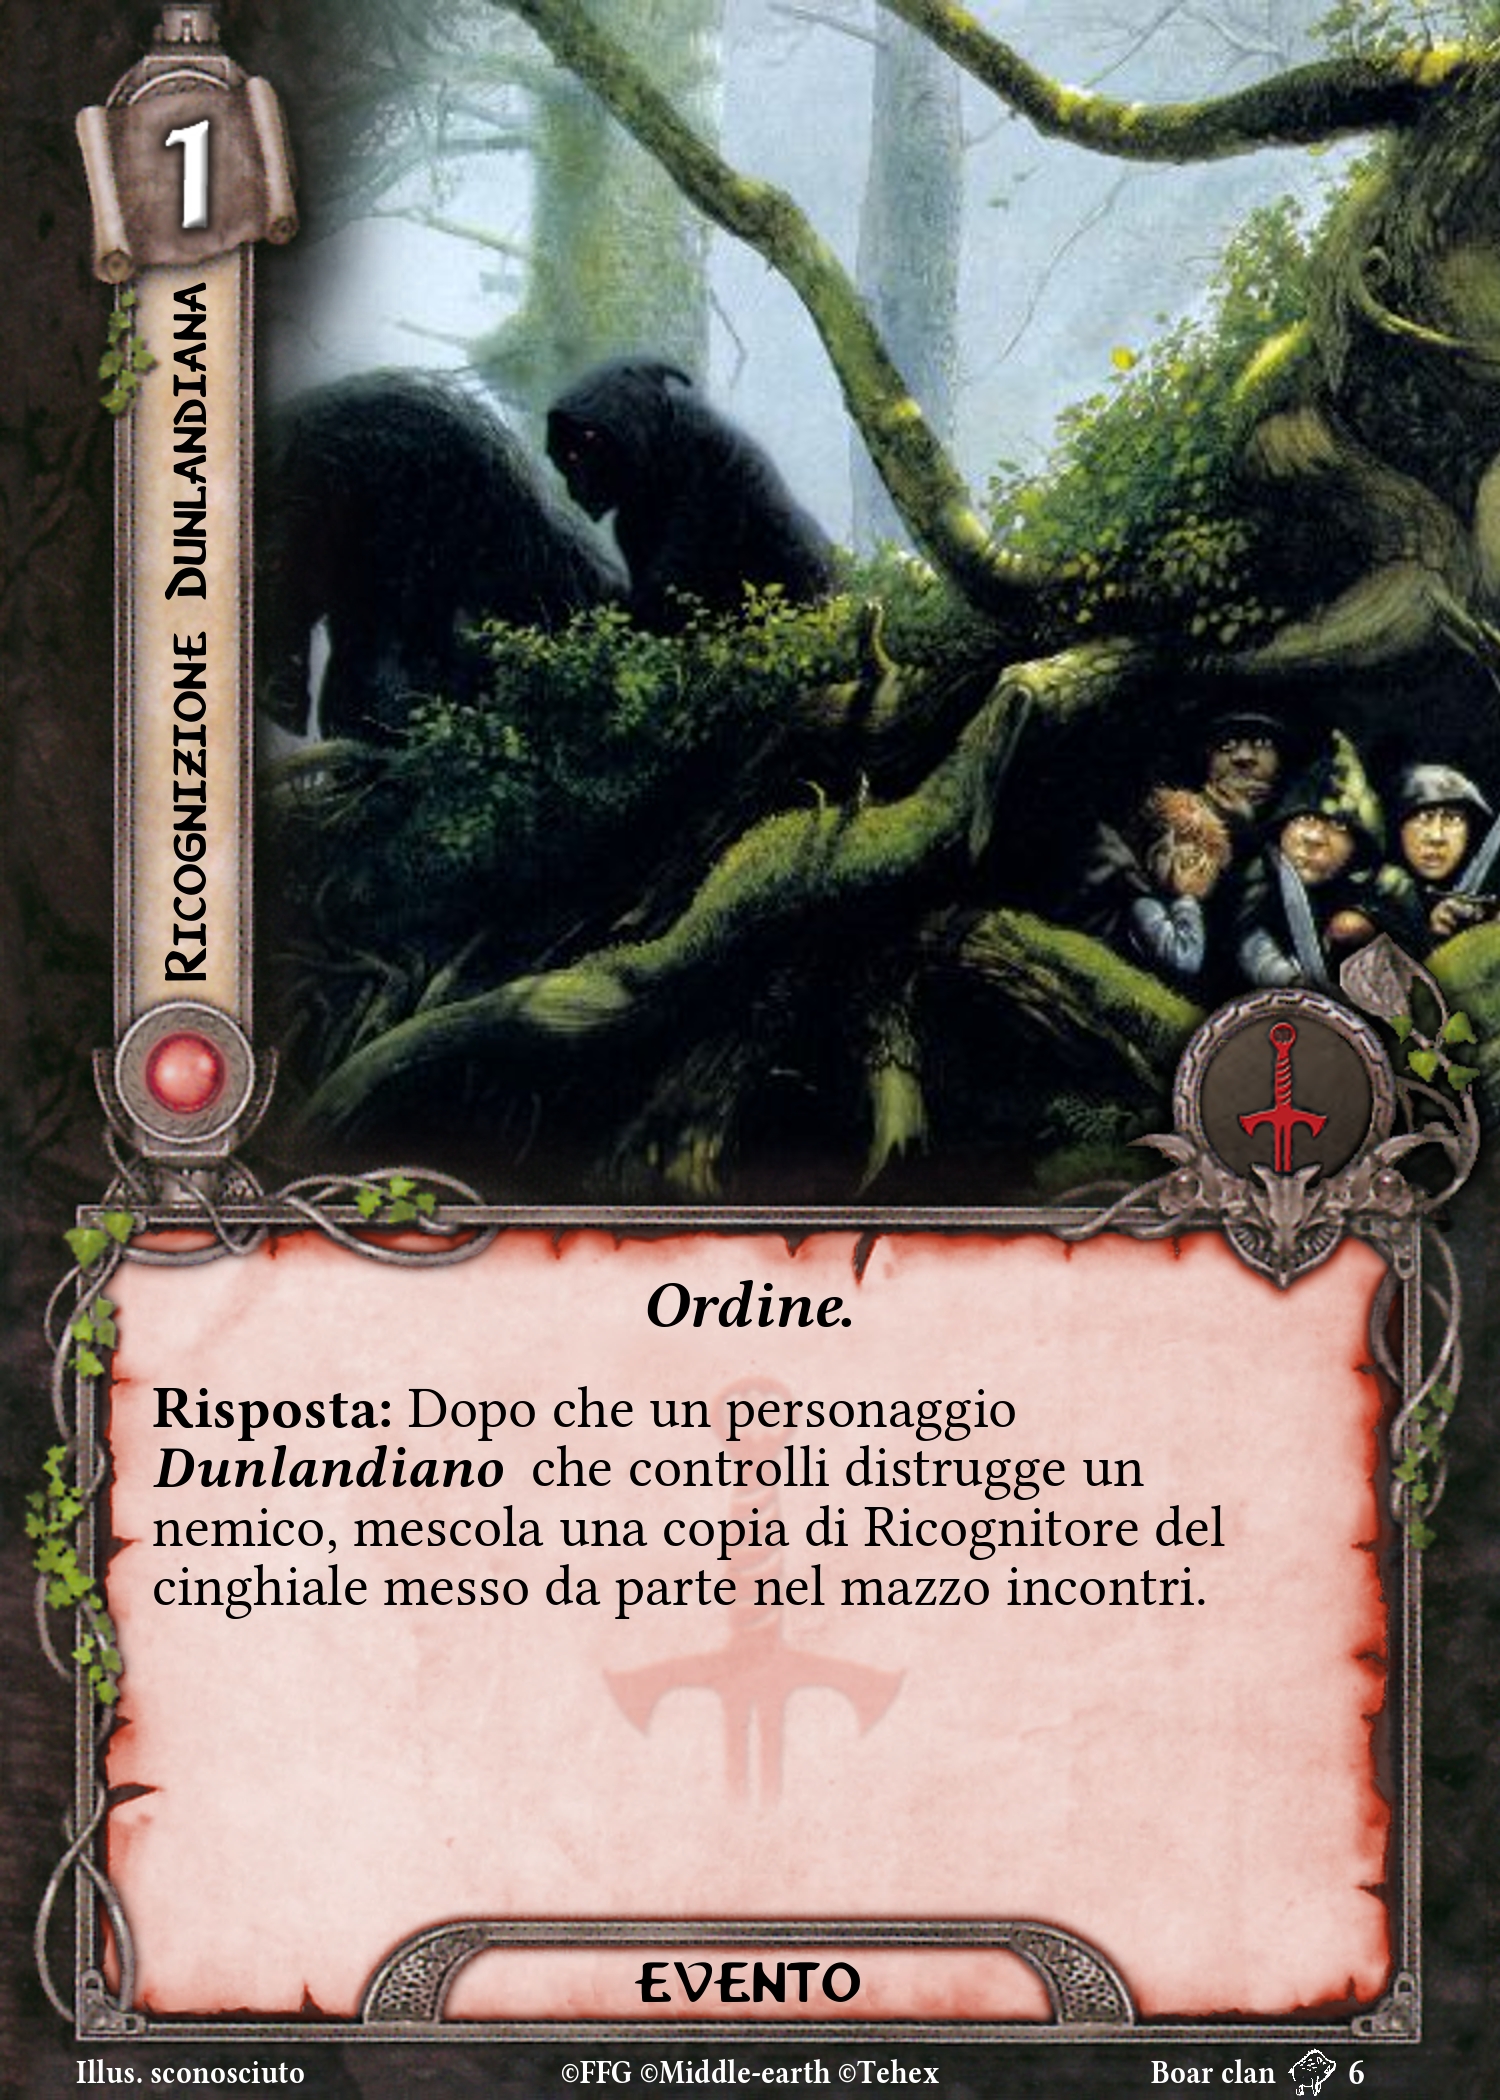 1
Ricognizione Dunlandiana
Ordine.
Risposta: Dopo che un personaggio
Dunlandiano che controlli distrugge un
nemico, mescola una copia di Ricognitore del
cinghiale messo da parte nel mazzo incontri.
EVENTO
Illus. sconosciuto ©FFG ©Middle-earth ©Tehex Boar clan 6